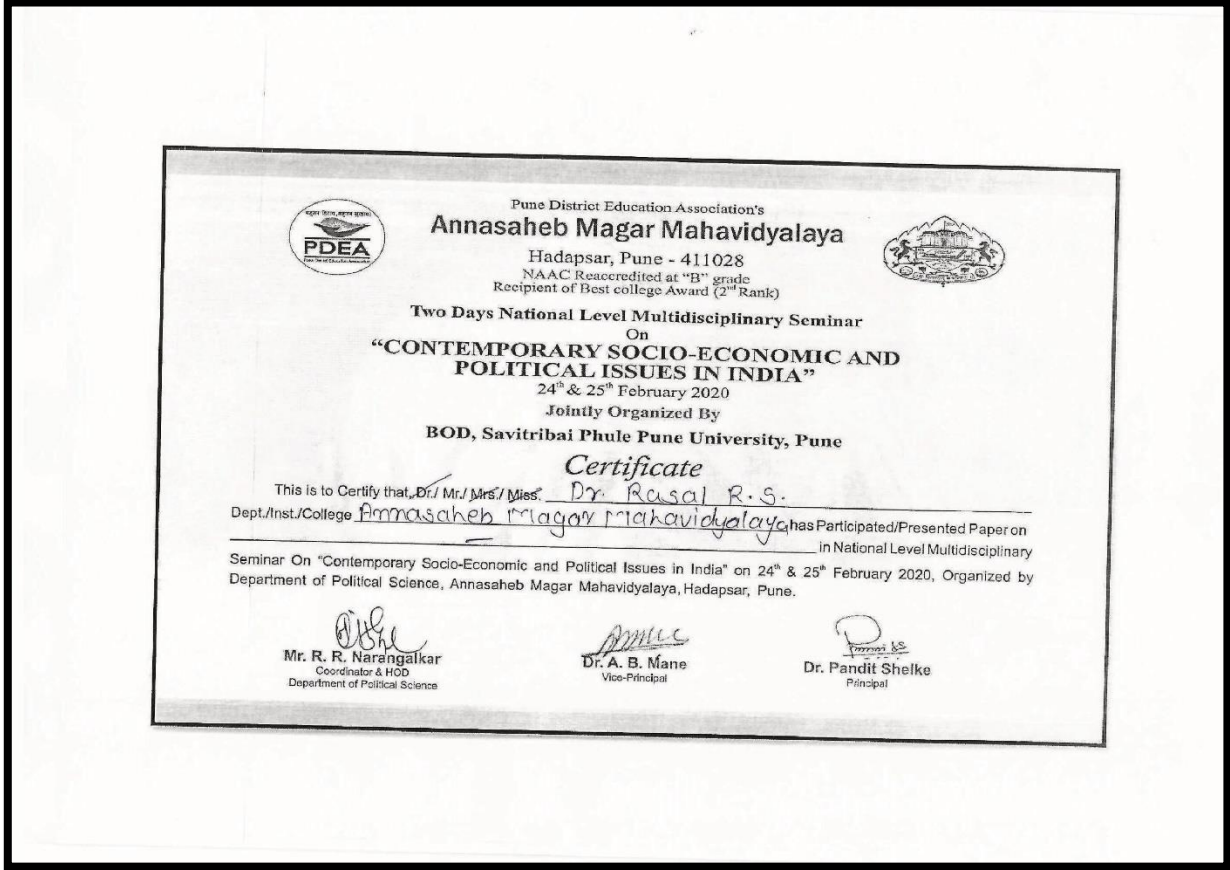 Pune District Education Association's
PDEA
Annasaheb Magar Mahavidyalaya
Hadapsar, Pune - 411028
NAAC Reaccredited at "B" grade
Recipient of Best college Award (2nd Rank)
Two Days National Level Multidisciplinary Seminar
On
"CONTEMPORARY SOCIO-ECONOMIC AND
POLITICAL ISSUES IN INDIA"
24th & 25th February 2020
Jointly Organized By
BOD, Savitribai Phule Pune University, Pune
Certificate
This is to Certify that, Dr./ Mr./ Mrs./ Miss. Dr. Rasal R.S.
Dept./Inst./College Annasaheb Magar Mahavidyalaya has Participated/Presented Paper on
in National Level Multidisciplinary
Seminar On "Contemporary Socio-Economic and Political Issues in India" on 24th & 25th February 2020, Organized by
Department of Political Science, Annasaheb Magar Mahavidyalaya, Hadapsar, Pune.
Mr. R. R. Narangalkar
Coordinator & HOD
Department of Political Science
Dr. A. B. Mane
Vice-Principal
Dr. Pandit Shelke
Principal